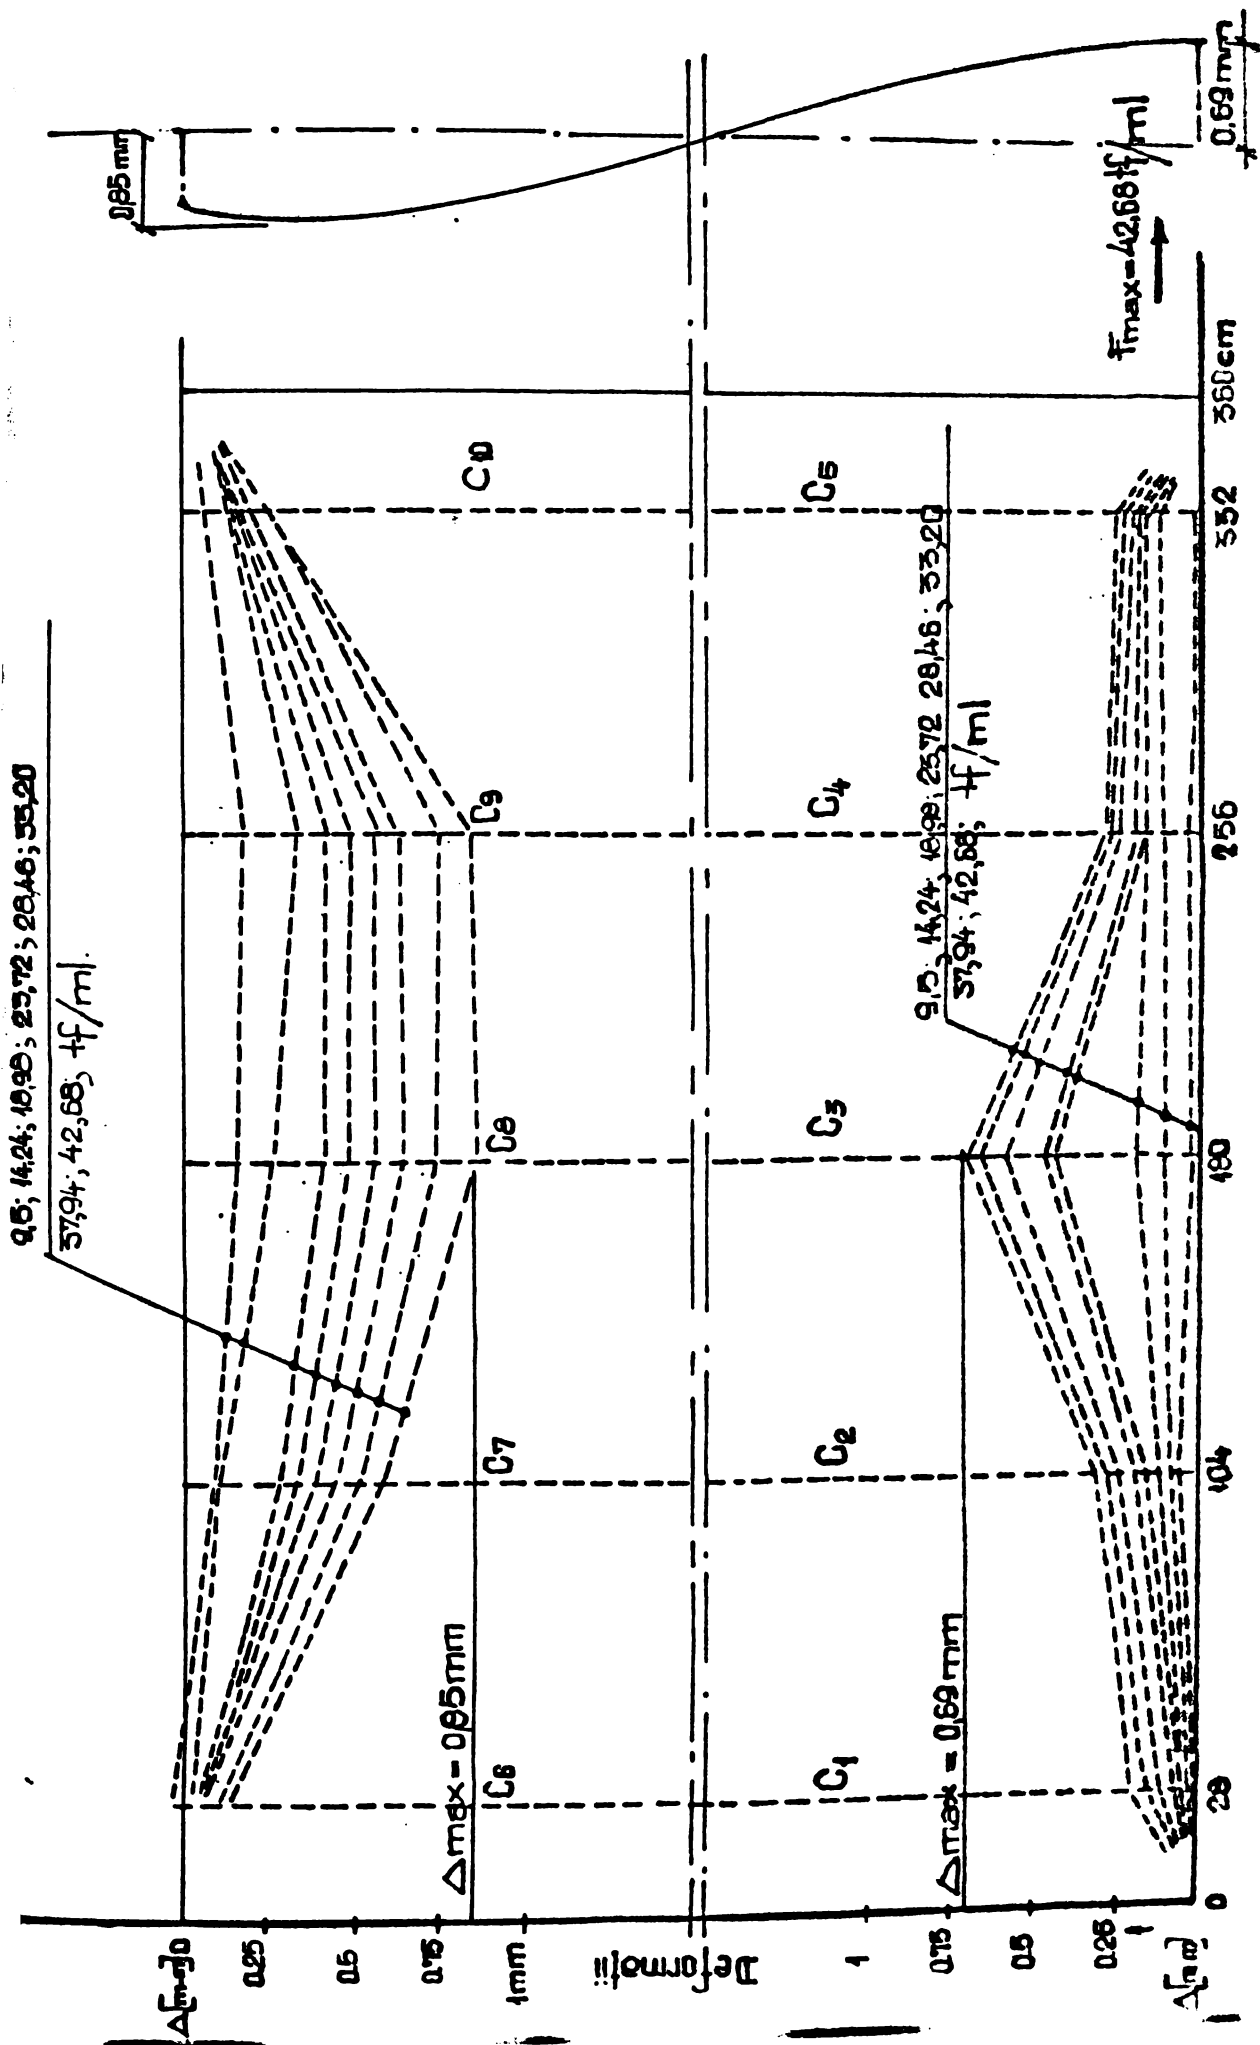 9,5; 14,24; 18,98; 23,72; 28,46; 33,20
37,94; 42,68; tf/ml.
0,85mm
Δ[mm]0
0,25
0,5
0,75
1mm
Deformații
C6
C7
C8
C9
C10
Δmax = 0,85mm
9,5; 14,24; 18,98; 23,72 28,46; 33,20
37,94; 42,68; tf/ml
C1
C2
C3
C4
C5
Δmax = 0,69mm
1
0,75
0,5
0,25
Δ[mm]
0
28
104
180
256
332
360cm
Fmax=42,68tf/ml
0,69mm